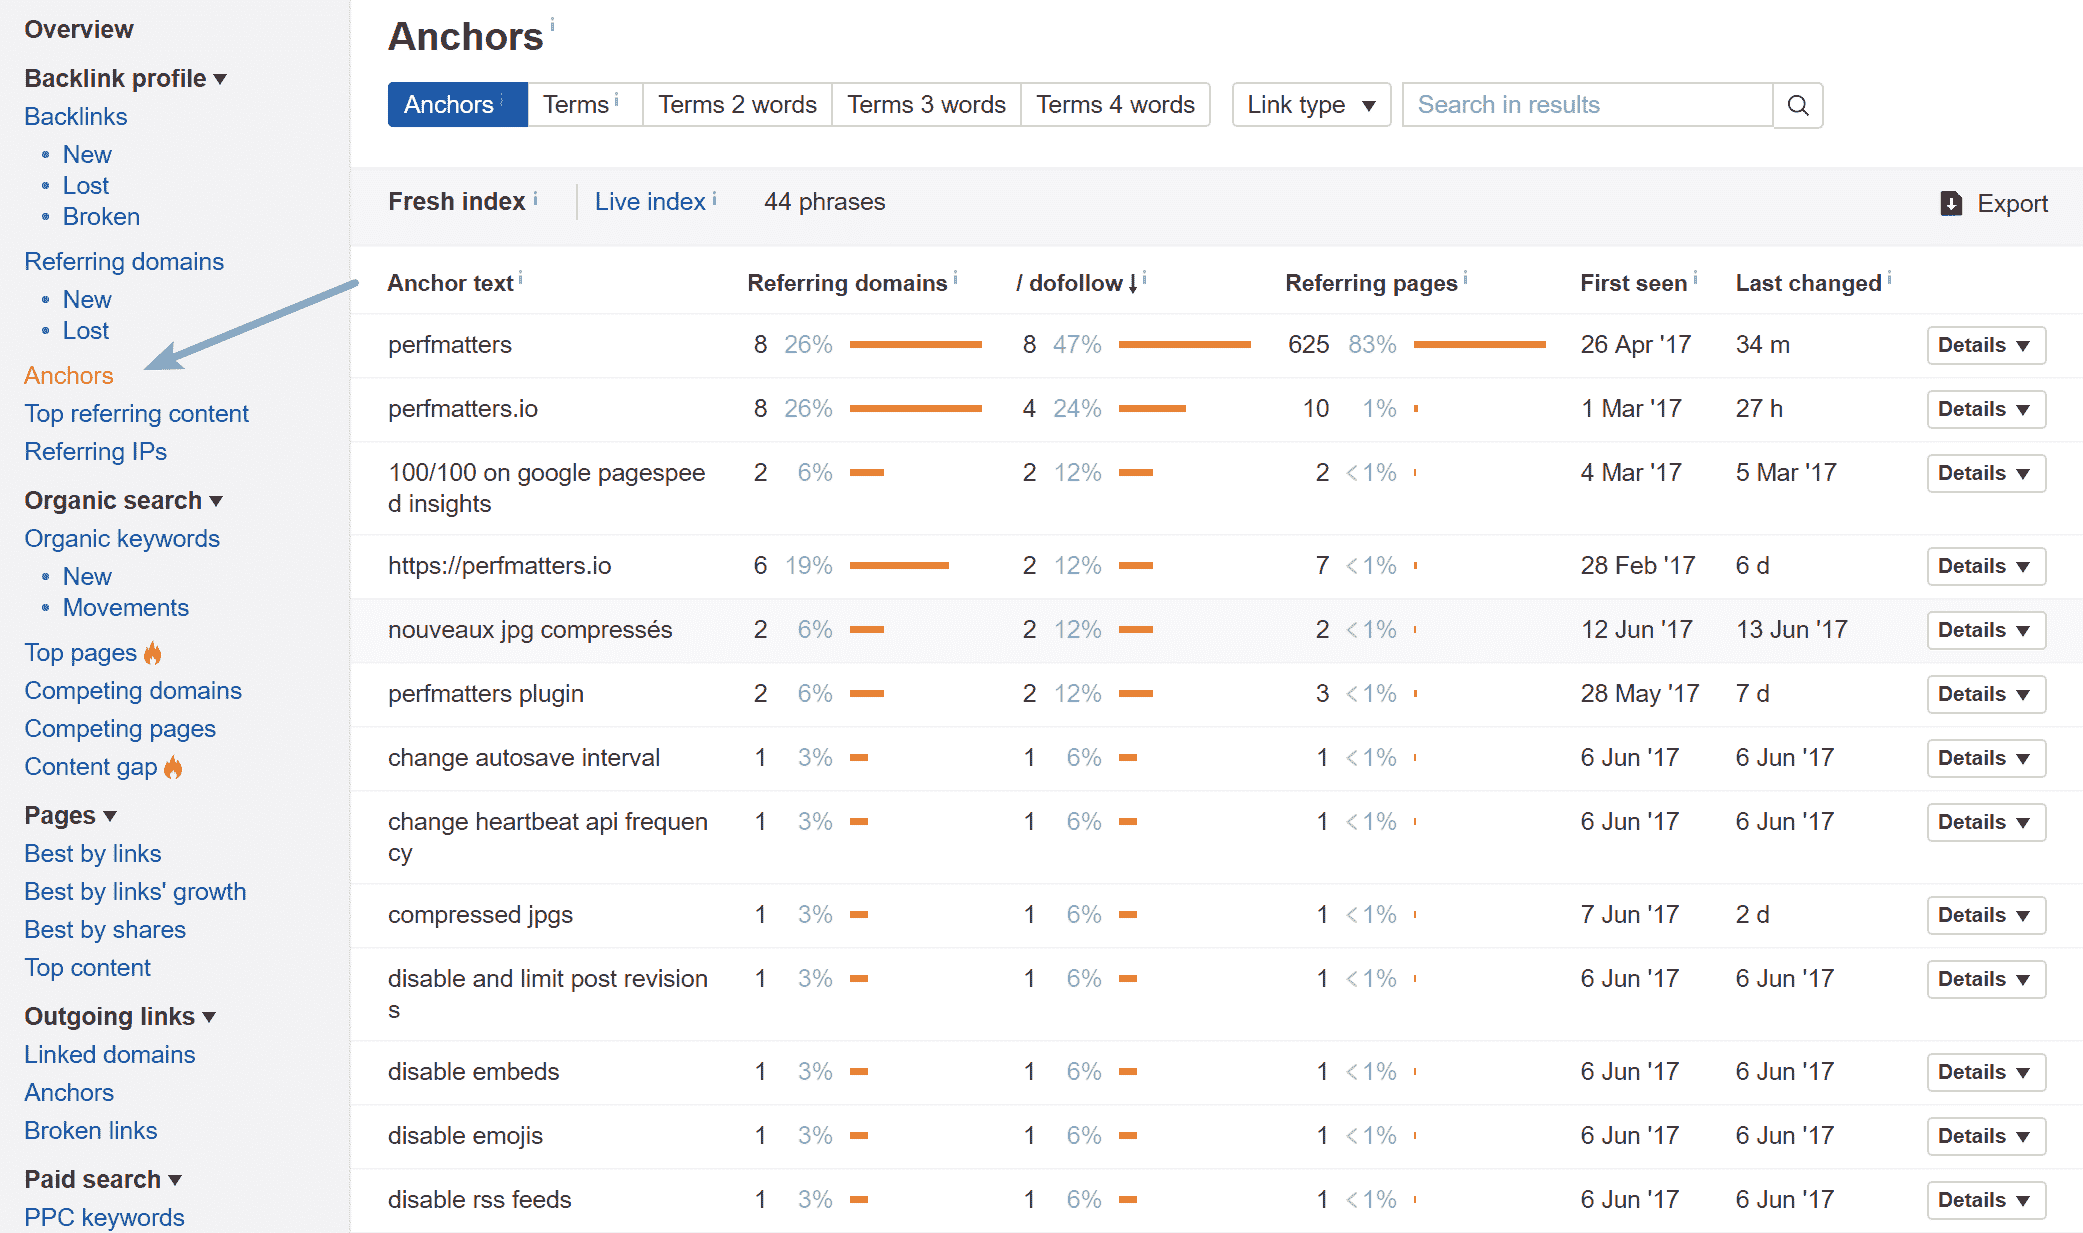 Overview
Backlink profile
Backlinks
New
Lost
Broken
Referring domains
New
Lost
Anchors
Top referring content
Referring IPs
Organic search
Organic keywords
New
Movements
Top pages
Competing domains
Competing pages
Content gap
Pages
Best by links
Best by links' growth
Best by shares
Top content
Outgoing links
Linked domains
Anchors
Broken links
Paid search
PPC keywords
Anchors i
Anchors i Terms i Terms 2 words Terms 3 words Terms 4 words Link type Search in results
Fresh index i Live index i 44 phrases Export
Anchor text i Referring domains i / dofollow ↓ i Referring pages i First seen i Last changed i
perfmatters 8 26% 8 47% 625 83% 26 Apr '17 34 m Details
perfmatters.io 8 26% 4 24% 10 1% 1 Mar '17 27 h Details
100/100 on google pagespee 2 6% 2 12% 2 <1% 4 Mar '17 5 Mar '17 Details
d insights
https://perfmatters.io 6 19% 2 12% 7 <1% 28 Feb '17 6 d Details
nouveaux jpg compressés 2 6% 2 12% 2 <1% 12 Jun '17 13 Jun '17 Details
perfmatters plugin 2 6% 2 12% 3 <1% 28 May '17 7 d Details
change autosave interval 1 3% 1 6% 1 <1% 6 Jun '17 6 Jun '17 Details
change heartbeat api frequen 1 3% 1 6% 1 <1% 6 Jun '17 6 Jun '17 Details
cy
compressed jpgs 1 3% 1 6% 1 <1% 7 Jun '17 2 d Details
disable and limit post revision 1 3% 1 6% 1 <1% 6 Jun '17 6 Jun '17 Details
s
disable embeds 1 3% 1 6% 1 <1% 6 Jun '17 6 Jun '17 Details
disable emojis 1 3% 1 6% 1 <1% 6 Jun '17 6 Jun '17 Details
disable rss feeds 1 3% 1 6% 1 <1% 6 Jun '17 6 Jun '17 Details